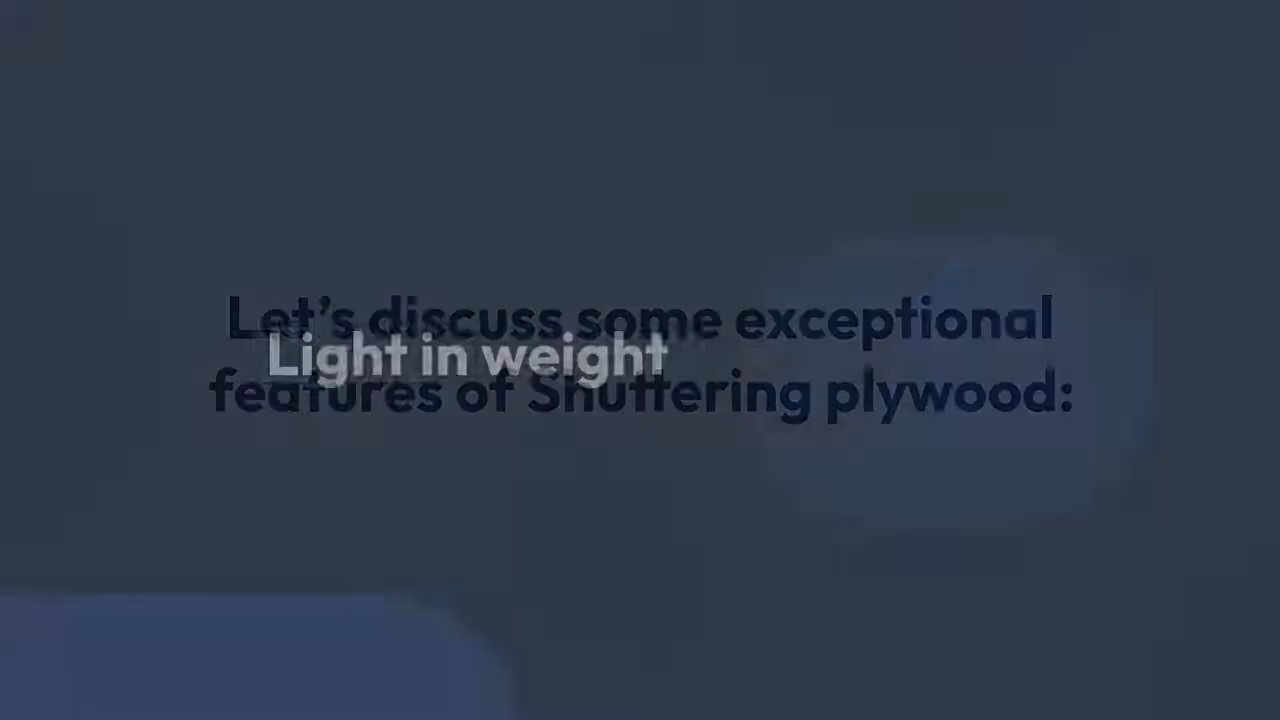 Let’s discuss some exceptional
Light in weight
features of Shuttering plywood: